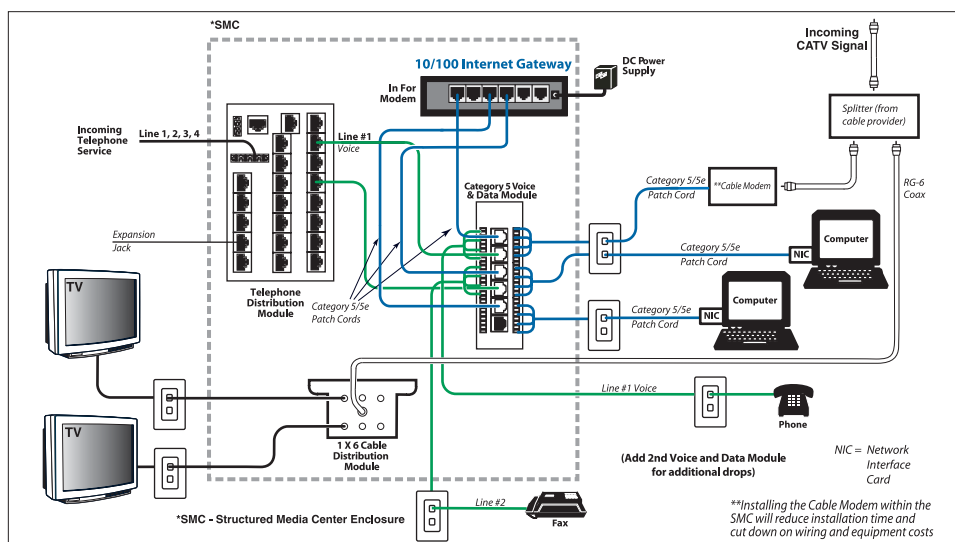 *SMC
Incoming
CATV Signal
10/100 Internet Gateway
DC Power
Supply
In For
Modem
Splitter (from
cable provider)
Incoming
Telephone
Service
Line 1, 2, 3, 4
Line #1
Voice
Category 5 Voice
& Data Module
Category 5/5e
Patch Cord
**Cable Modem
RG-6
Coax
Computer
NIC
Category 5/5e
Patch Cord
Expansion
Jack
Telephone
Distribution
Module
Category 5/5e
Patch Cords
Computer
NIC
Category 5/5e
Patch Cord
TV
Line #1 Voice
Phone
TV
1 X 6 Cable
Distribution
Module
(Add 2nd Voice and Data Module
for additional drops)
NIC = Network
Interface
Card
Line #2
Fax
*SMC - Structured Media Center Enclosure
**Installing the Cable Modem within the
SMC will reduce installation time and
cut down on wiring and equipment costs